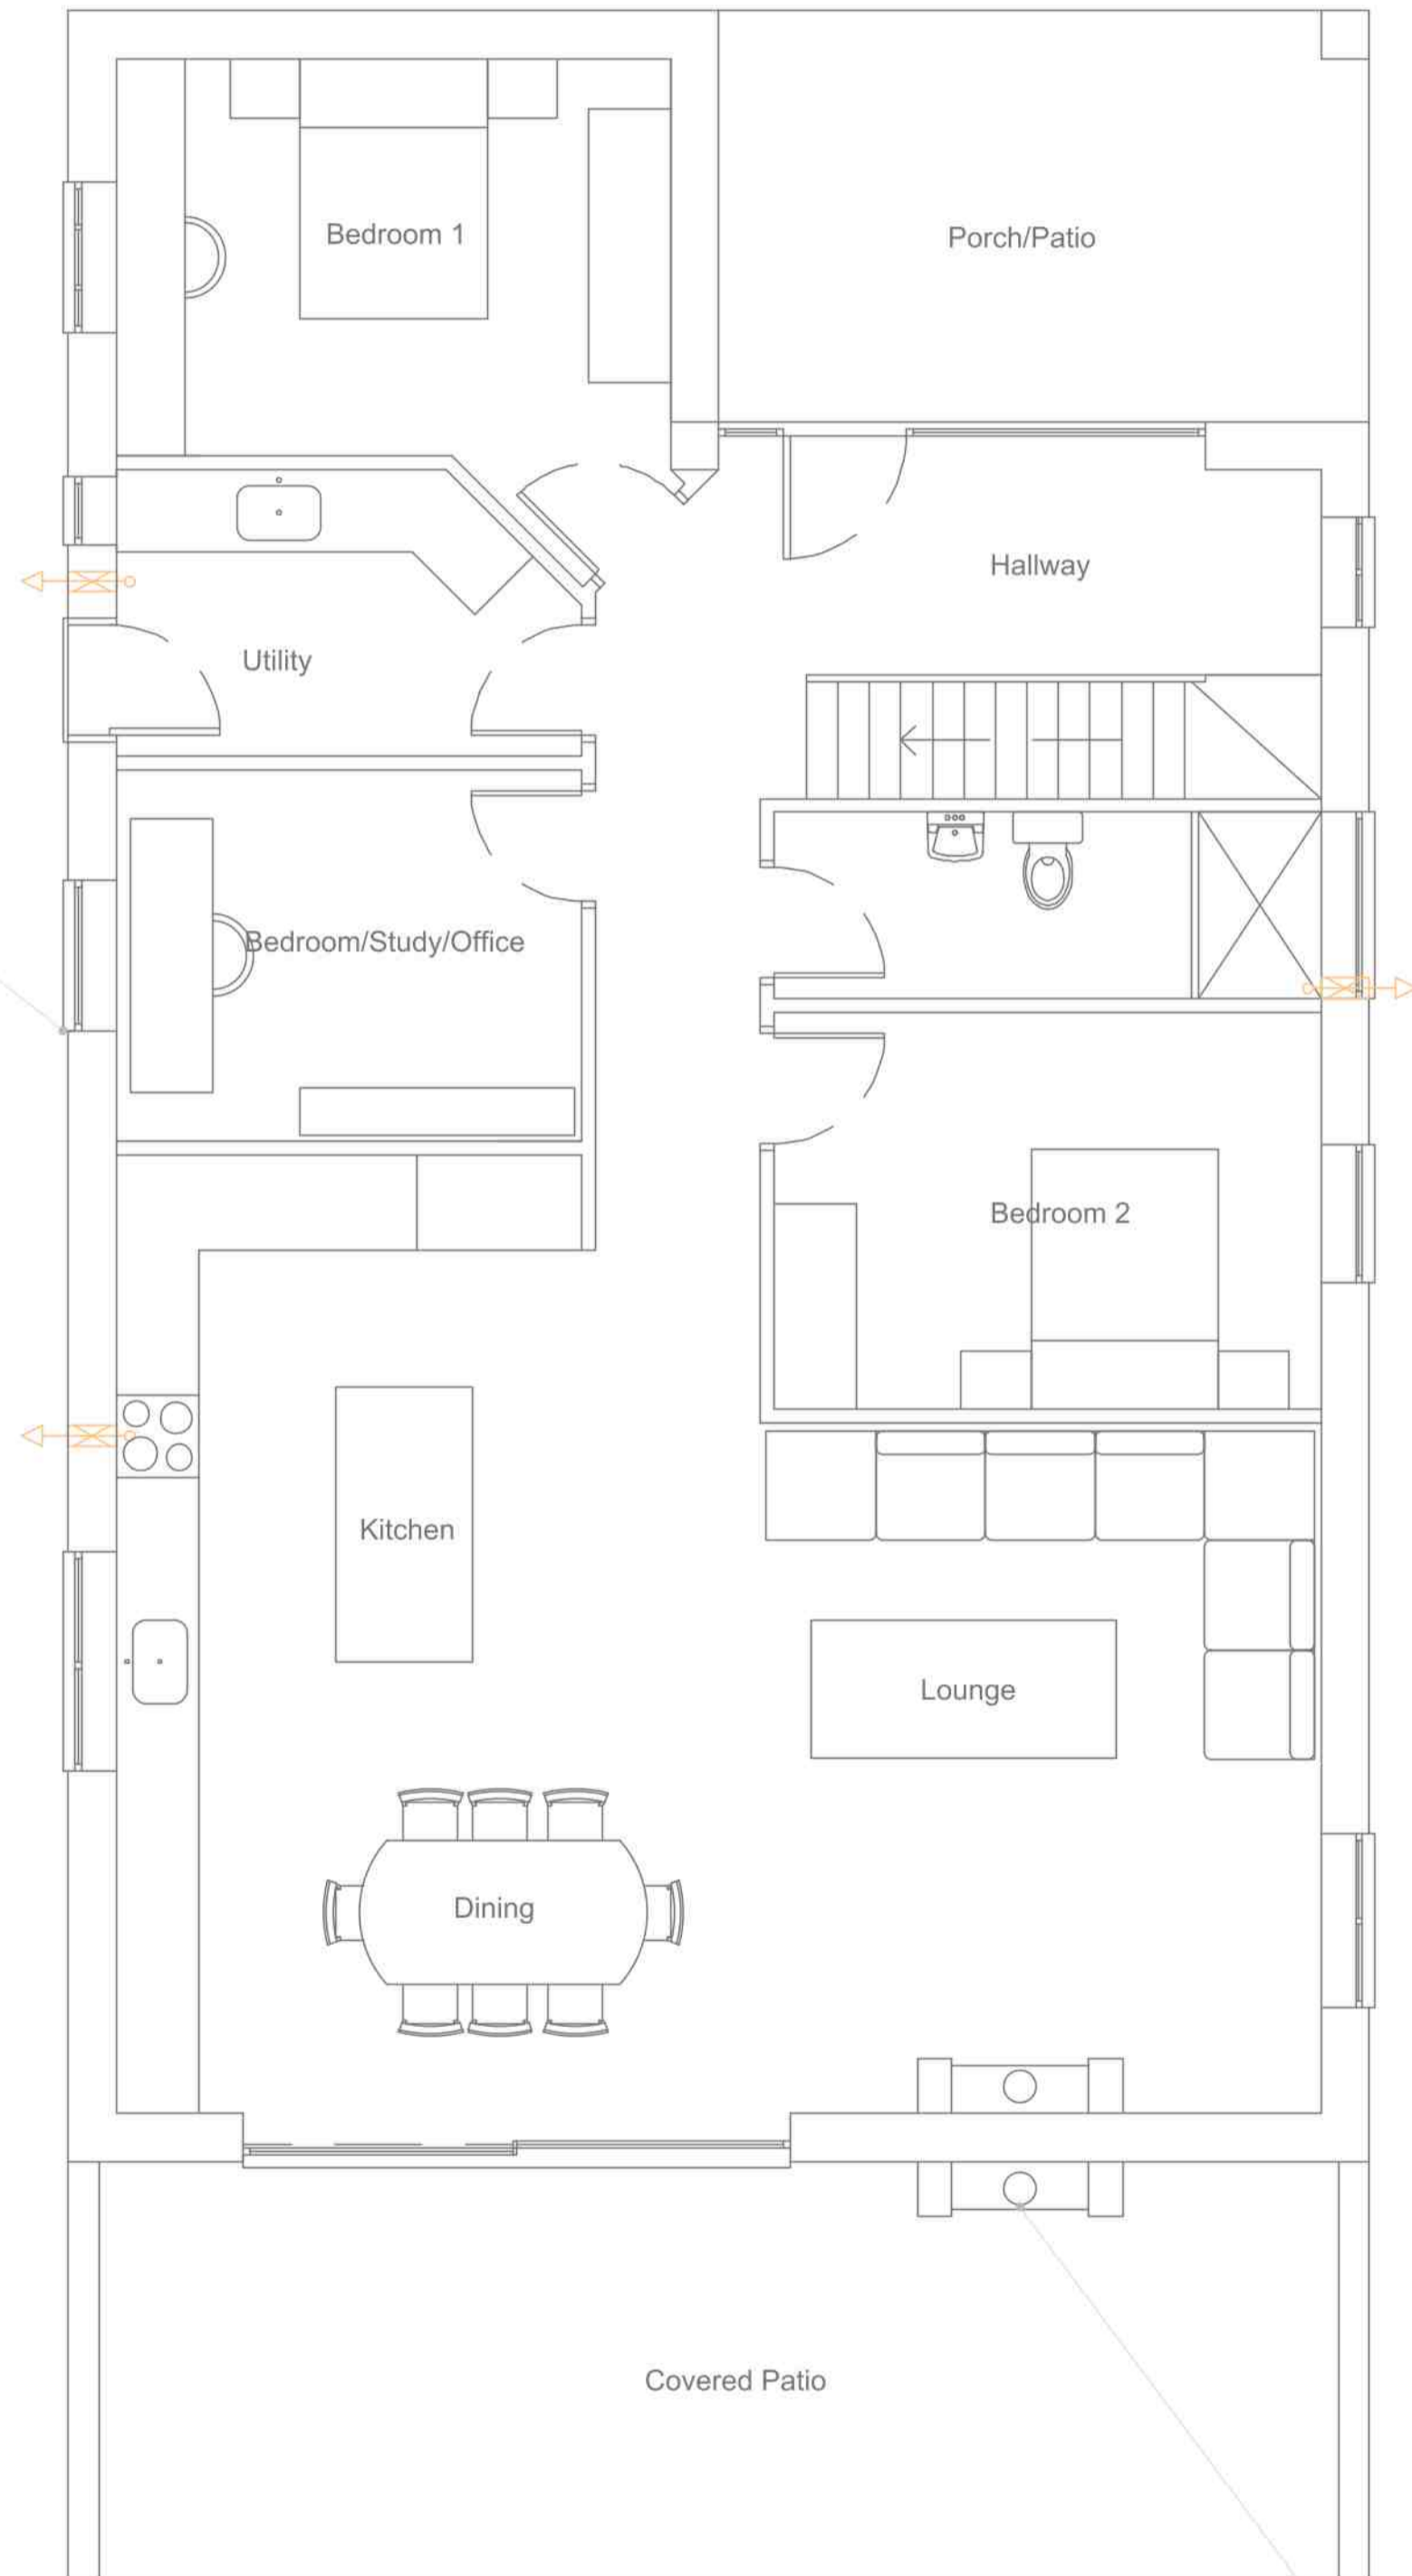 Bedroom 1
Porch/Patio
Hallway
Utility
Bedroom/Study/Office
Bedroom 2
Kitchen
Lounge
Dining
Covered Patio